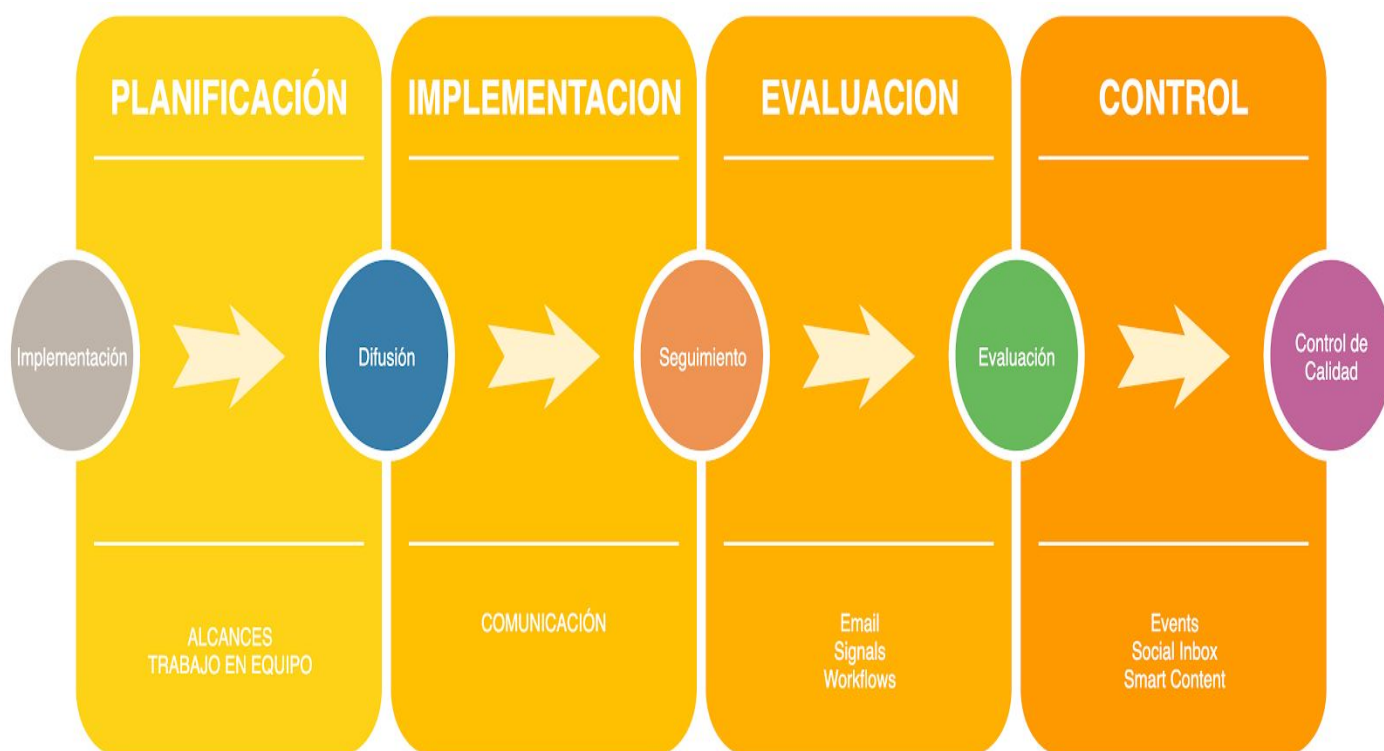 PLANIFICACIÓN
IMPLEMENTACION
EVALUACION
CONTROL
Implementación
Difusión
Seguimiento
Evaluación
Control de
Calidad
ALCANCES
TRABAJO EN EQUIPO
COMUNICACIÓN
Email
Signals
Workflows
Events
Social Inbox
Smart Content